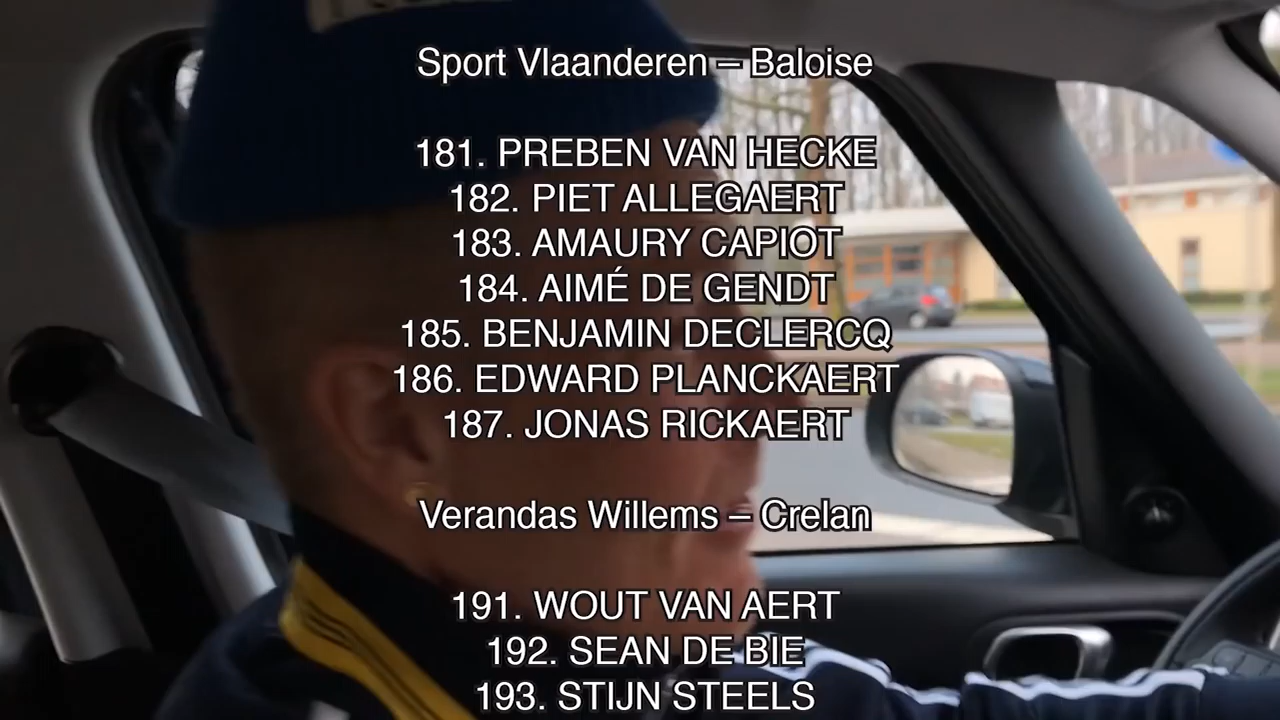 Sport Vlaanderen – Baloise
181. PREBEN VAN HECKE
182. PIET ALLEGAERT
183. AMAURY CAPIOT
184. AIMÉ DE GENDT
185. BENJAMIN DECLERCQ
186. EDWARD PLANCKAERT
187. JONAS RICKAERT
Verandas Willems – Crelan
191. WOUT VAN AERT
192. SEAN DE BIE
193. STIJN STEELS